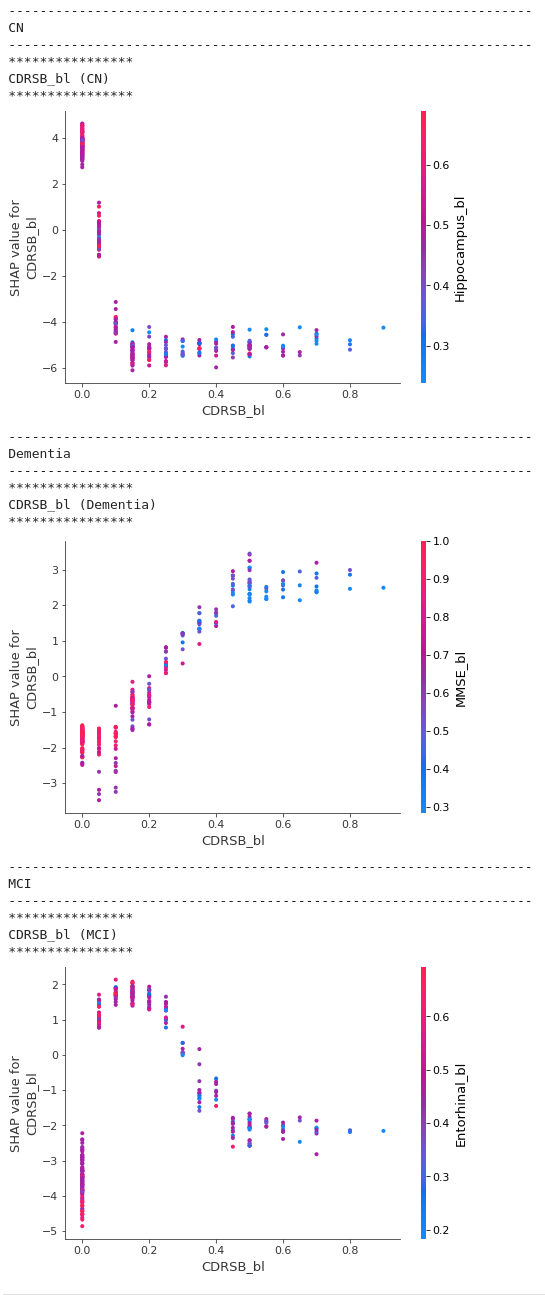 ------------------------------------------------------------------
CN
------------------------------------------------------------------
****************
CDRSB_bl (CN)
****************
4
2
0
−2
−4
−6
SHAP value for
CDRSB_bl
0.0 0.2 0.4 0.6 0.8
CDRSB_bl
0.6
0.5
0.4
0.3
Hippocampus_bl
------------------------------------------------------------------
Dementia
------------------------------------------------------------------
****************
CDRSB_bl (Dementia)
****************
3
2
1
0
−1
−2
−3
SHAP value for
CDRSB_bl
0.0 0.2 0.4 0.6 0.8
CDRSB_bl
1.0
0.9
0.8
0.7
0.6
0.5
0.4
0.3
MMSE_bl
------------------------------------------------------------------
MCI
------------------------------------------------------------------
****************
CDRSB_bl (MCI)
****************
2
1
0
−1
−2
−3
−4
−5
SHAP value for
CDRSB_bl
0.0 0.2 0.4 0.6 0.8
CDRSB_bl
0.6
0.5
0.4
0.3
0.2
Entorhinal_bl